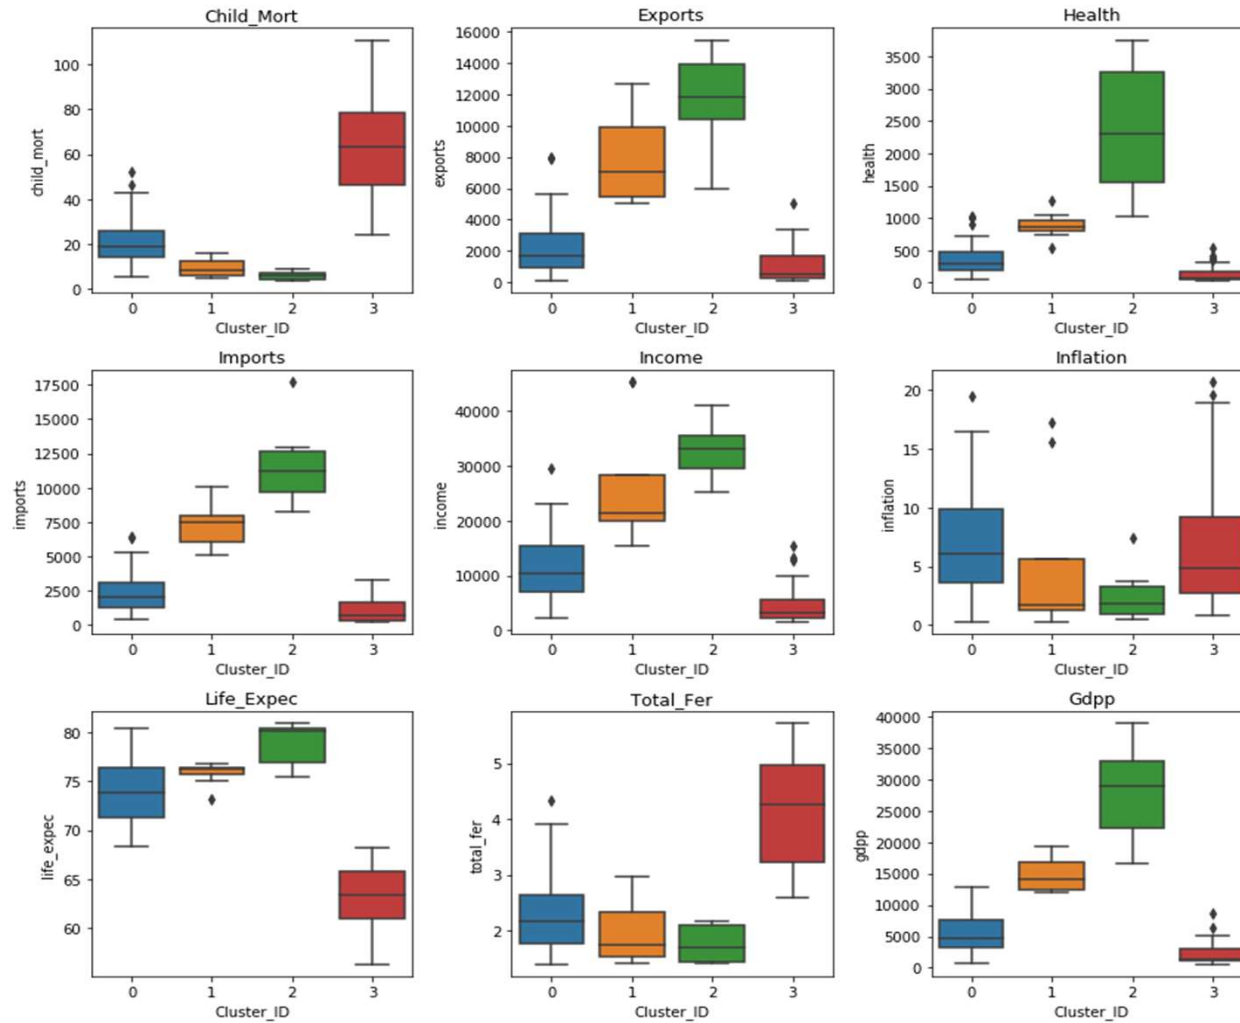 Child_Mort
child_mort
100
80
60
40
20
0
0 1 2 3
Cluster_ID
Exports
exports
16000
14000
12000
10000
8000
6000
4000
2000
0
0 1 2 3
Cluster_ID
Health
health
3500
3000
2500
2000
1500
1000
500
0
0 1 2 3
Cluster_ID
Imports
imports
17500
15000
12500
10000
7500
5000
2500
0
0 1 2 3
Cluster_ID
Income
income
40000
30000
20000
10000
0
0 1 2 3
Cluster_ID
Inflation
inflation
20
15
10
5
0
0 1 2 3
Cluster_ID
Life_Expec
life_expec
80
75
70
65
60
0 1 2 3
Cluster_ID
Total_Fer
total_fer
5
4
3
2
0 1 2 3
Cluster_ID
Gdpp
gdpp
40000
35000
30000
25000
20000
15000
10000
5000
0
0 1 2 3
Cluster_ID